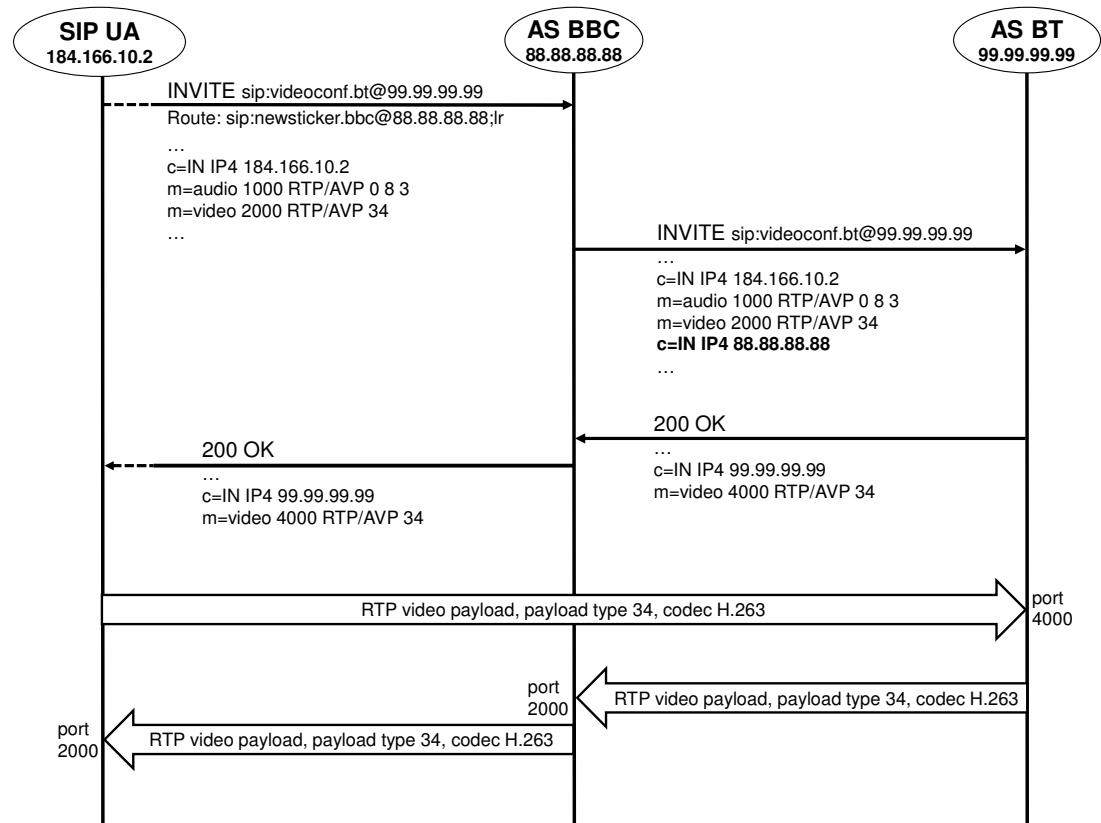 SIP UA
184.166.10.2
AS BBC
88.88.88.88
AS BT
99.99.99.99
INVITE sip:videoconf.bt@99.99.99.99
Route: sip:newsticker.bbc@88.88.88.88;lr
…
c=IN IP4 184.166.10.2
m=audio 1000 RTP/AVP 0 8 3
m=video 2000 RTP/AVP 34
…
INVITE sip:videoconf.bt@99.99.99.99
…
c=IN IP4 184.166.10.2
m=audio 1000 RTP/AVP 0 8 3
m=video 2000 RTP/AVP 34
c=IN IP4 88.88.88.88
…
200 OK
…
c=IN IP4 99.99.99.99
m=video 4000 RTP/AVP 34
200 OK
…
c=IN IP4 99.99.99.99
m=video 4000 RTP/AVP 34
RTP video payload, payload type 34, codec H.263
port
4000
port
2000
RTP video payload, payload type 34, codec H.263
port
2000
RTP video payload, payload type 34, codec H.263